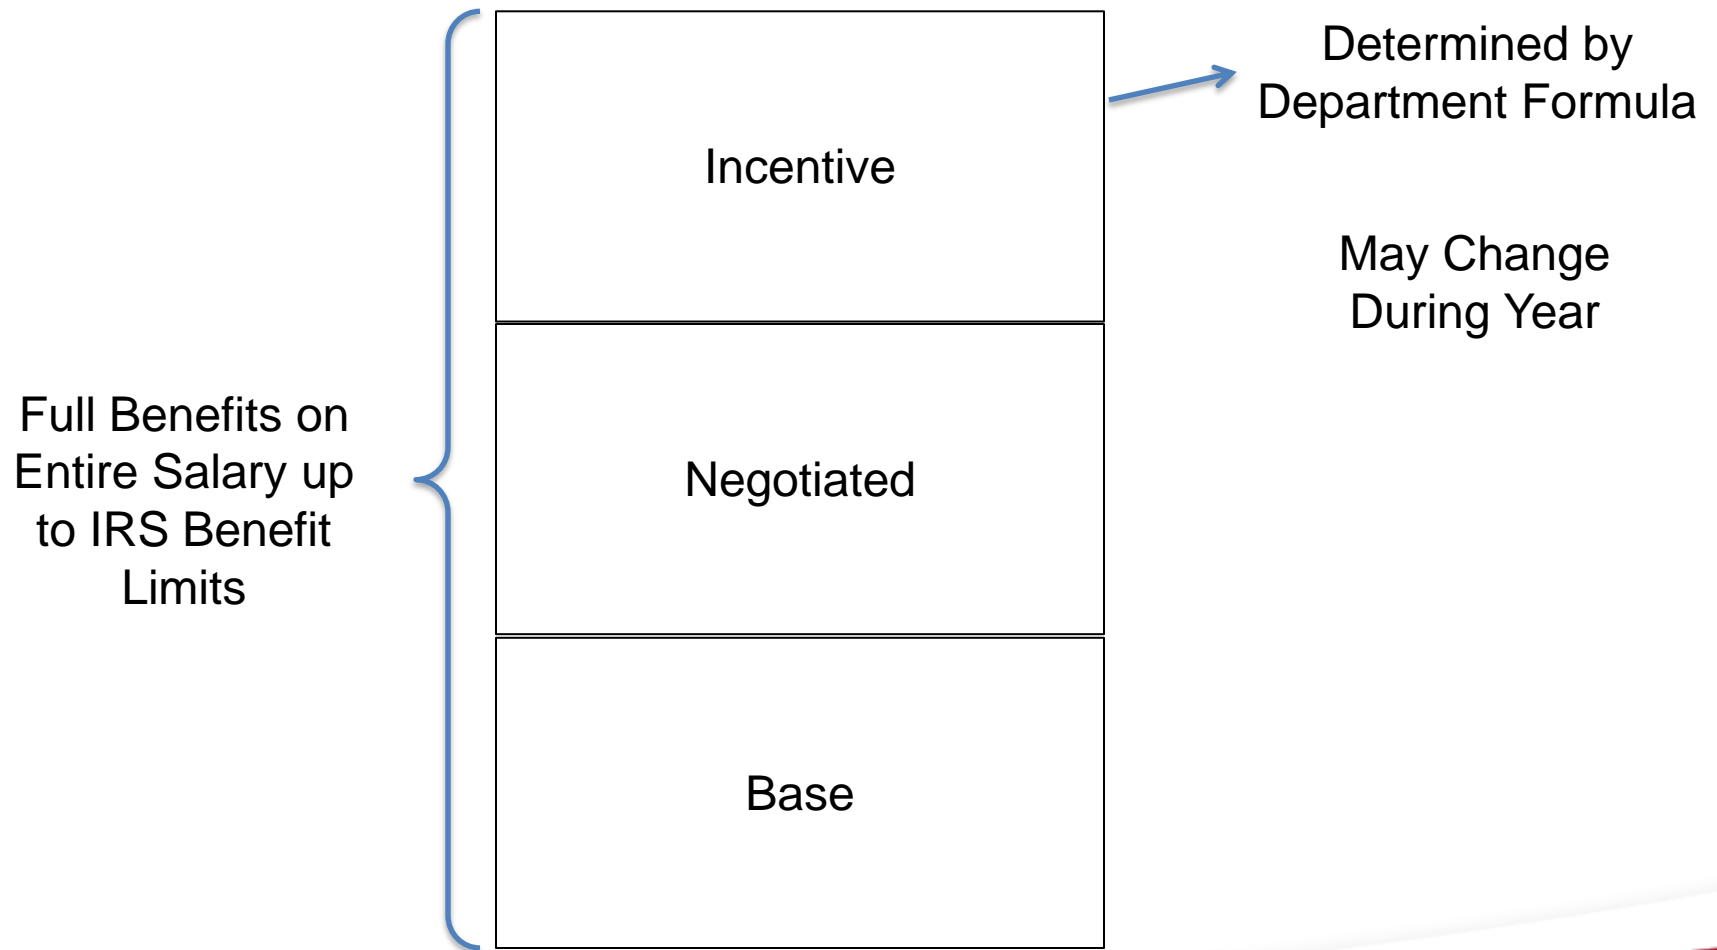 Full Benefits on
Entire Salary up
to IRS Benefit
Limits
Incentive
Negotiated
Base
Determined by
Department Formula
May Change
During Year